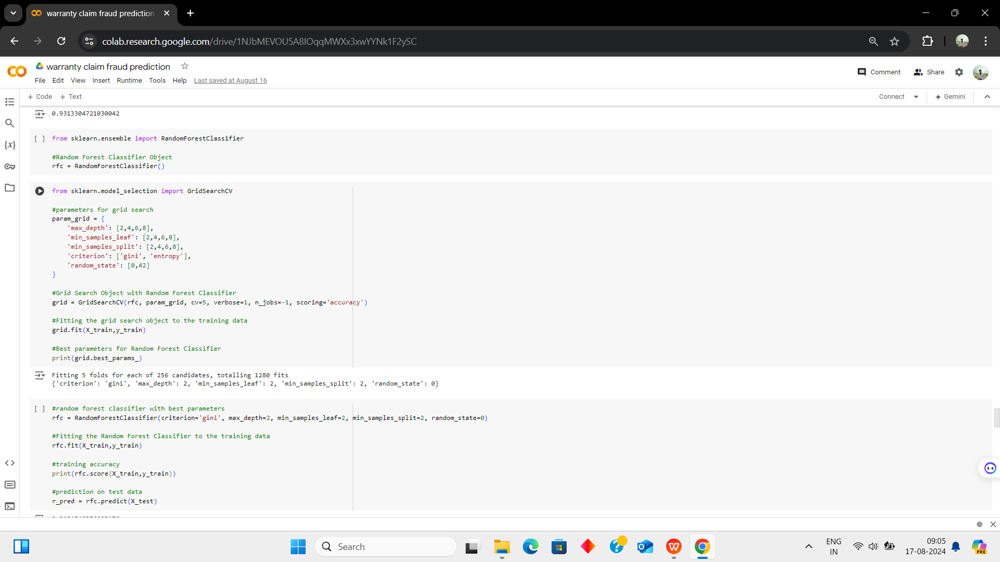 warranty claim fraud prediction
colab.research.google.com/drive/1NJbMEVOU5A8IOqqMWXx3xwYYNk1F2ySC
warranty claim fraud prediction
Comment
Share
File Edit View Insert Runtime Tools Help Last saved at August 16
+ Code + Text
Connect
Gemini
0.9313304721030042
[ ] from sklearn.ensemble import RandomForestClassifier
#Random Forest Classifier Object
rfc = RandomForestClassifier()
from sklearn.model_selection import GridSearchCV
#parameters for grid search
param_grid = {
'max_depth': [2,4,6,8],
'min_samples_leaf': [2,4,6,8],
'min_samples_split': [2,4,6,8],
'criterion': ['gini', 'entropy'],
'random_state': [0,42]
}
#Grid Search Object with Random Forest Classifier
grid = GridSearchCV(rfc, param_grid, cv=5, verbose=1, n_jobs=-1, scoring='accuracy')
#Fitting the grid search object to the training data
grid.fit(X_train,y_train)
#Best parameters for Random Forest Classifier
print(grid.best_params_)
Fitting 5 folds for each of 256 candidates, totalling 1280 fits
{'criterion': 'gini', 'max_depth': 2, 'min_samples_leaf': 2, 'min_samples_split': 2, 'random_state': 0}
[ ] #random forest classifier with best parameters
rfc = RandomForestClassifier(criterion='gini', max_depth=2, min_samples_leaf=2, min_samples_split=2, random_state=0)
#Fitting the Random Forest Classifier to the training data
rfc.fit(X_train,y_train)
#training accuracy
print(rfc.score(X_train,y_train))
#prediction on test data
r_pred = rfc.predict(X_test)
Search
ENG
IN
09:05
17-08-2024
PRE